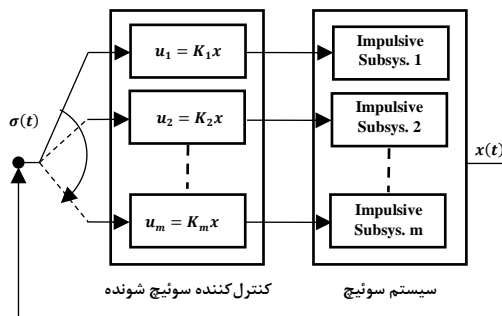 σ(t)
u₁ = K₁x
u₂ = K₂x
uₘ = Kₘx
Impulsive
Subsys. 1
Impulsive
Subsys. 2
Impulsive
Subsys. m
x(t)
کنترل‌کننده سوئیچ شونده
سیستم سوئیچ